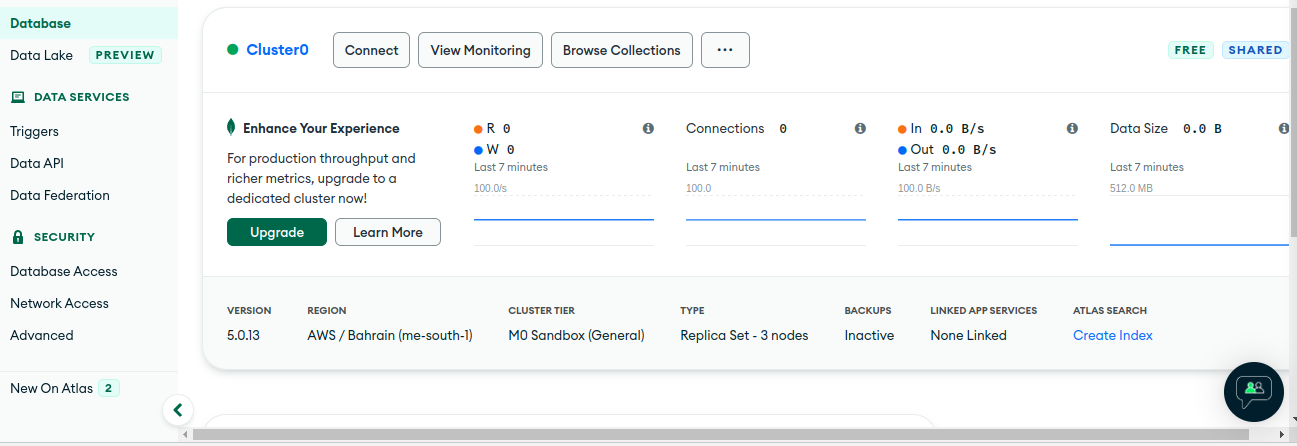 Database
Data Lake PREVIEW
DATA SERVICES
Triggers
Data API
Data Federation
SECURITY
Database Access
Network Access
Advanced
New On Atlas 2
Cluster0 Connect View Monitoring Browse Collections ... FREE SHARED
Enhance Your Experience
For production throughput and
richer metrics, upgrade to a
dedicated cluster now!
Upgrade Learn More
R 0
W 0
Last 7 minutes
100.0/s
Connections 0
Last 7 minutes
100.0
In 0.0 B/s
Out 0.0 B/s
Last 7 minutes
100.0 B/s
Data Size 0.0 B
Last 7 minutes
512.0 MB
VERSION
5.0.13
REGION
AWS / Bahrain (me-south-1)
CLUSTER TIER
M0 Sandbox (General)
TYPE
Replica Set - 3 nodes
BACKUPS
Inactive
LINKED APP SERVICES
None Linked
ATLAS SEARCH
Create Index